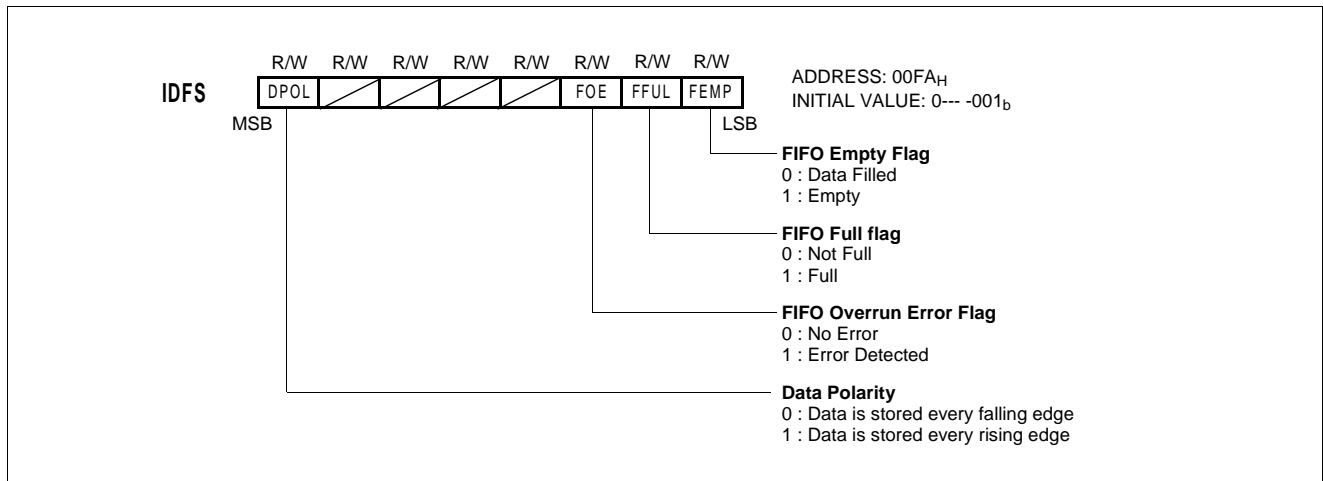 R/W R/W R/W R/W R/W R/W R/W R/W
IDFS DPOL FOE FFUL FEMP
MSB LSB
ADDRESS: 00FAH
INITIAL VALUE: 0--- -001b
FIFO Empty Flag
0 : Data Filled
1 : Empty
FIFO Full flag
0 : Not Full
1 : Full
FIFO Overrun Error Flag
0 : No Error
1 : Error Detected
Data Polarity
0 : Data is stored every falling edge
1 : Data is stored every rising edge